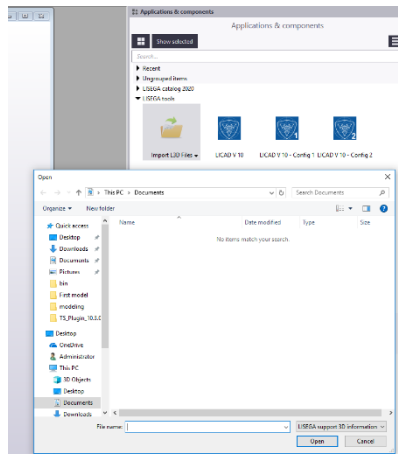 Applications & components
Applications & components
Show selected
Search...
Recent
Ungrouped items
LISEGA catalog 2020
LISEGA tools
Import L3D Files
LICAD V 10
LICAD V 10 - Config 1
LICAD V 10 - Config 2
Open
This PC > Documents
Search Documents
Organize
New folder
Name
Date modified
Type
Size
No items match your search.
Quick access
Desktop
Downloads
Documents
Pictures
bin
First model
modeling
TS_Plugin_10.3.0
Desktop
OneDrive
Administrator
This PC
3D Objects
Desktop
Documents
Downloads
File name:
LISEGA support 3D information
Open
Cancel